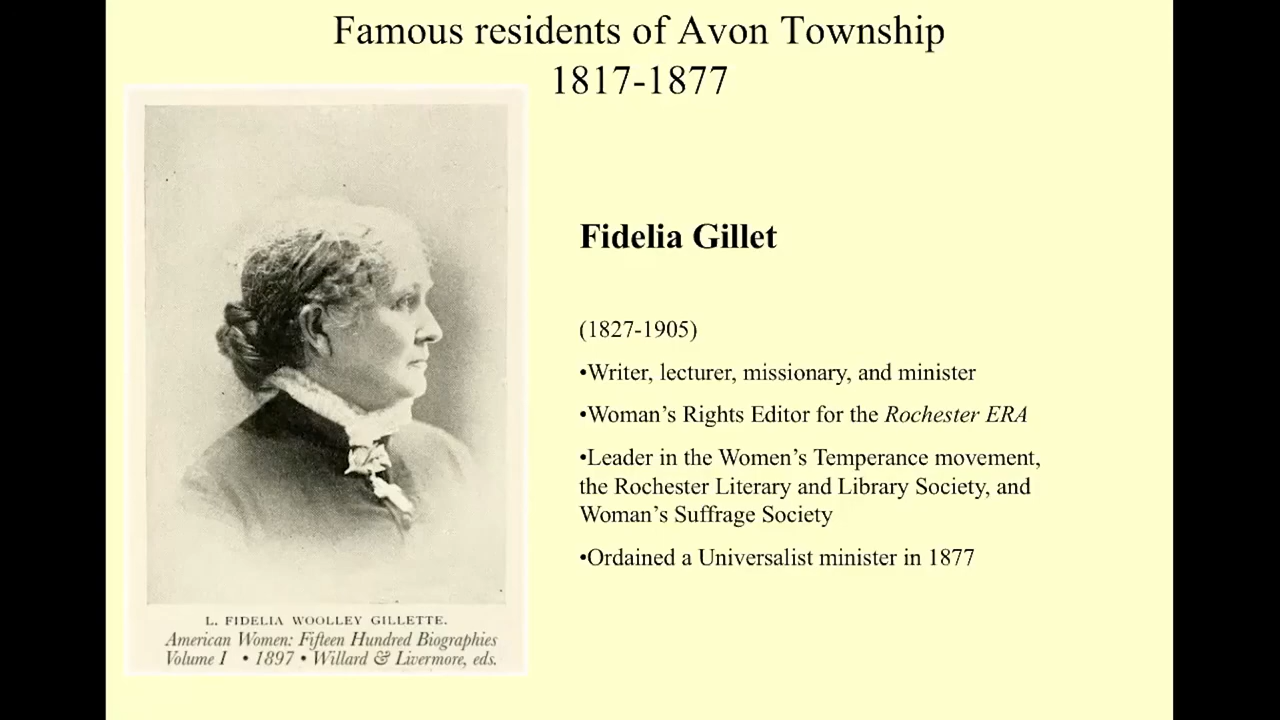 Famous residents of Avon Township
1817-1877
Fidelia Gillet
(1827-1905)
•Writer, lecturer, missionary, and minister
•Woman's Rights Editor for the Rochester ERA
•Leader in the Women's Temperance movement,
the Rochester Literary and Library Society, and
Woman's Suffrage Society
•Ordained a Universalist minister in 1877
L. FIDELIA WOOLLEY GILLETTE.
American Women: Fifteen Hundred Biographies
Volume I • 1897 • Willard & Livermore, eds.